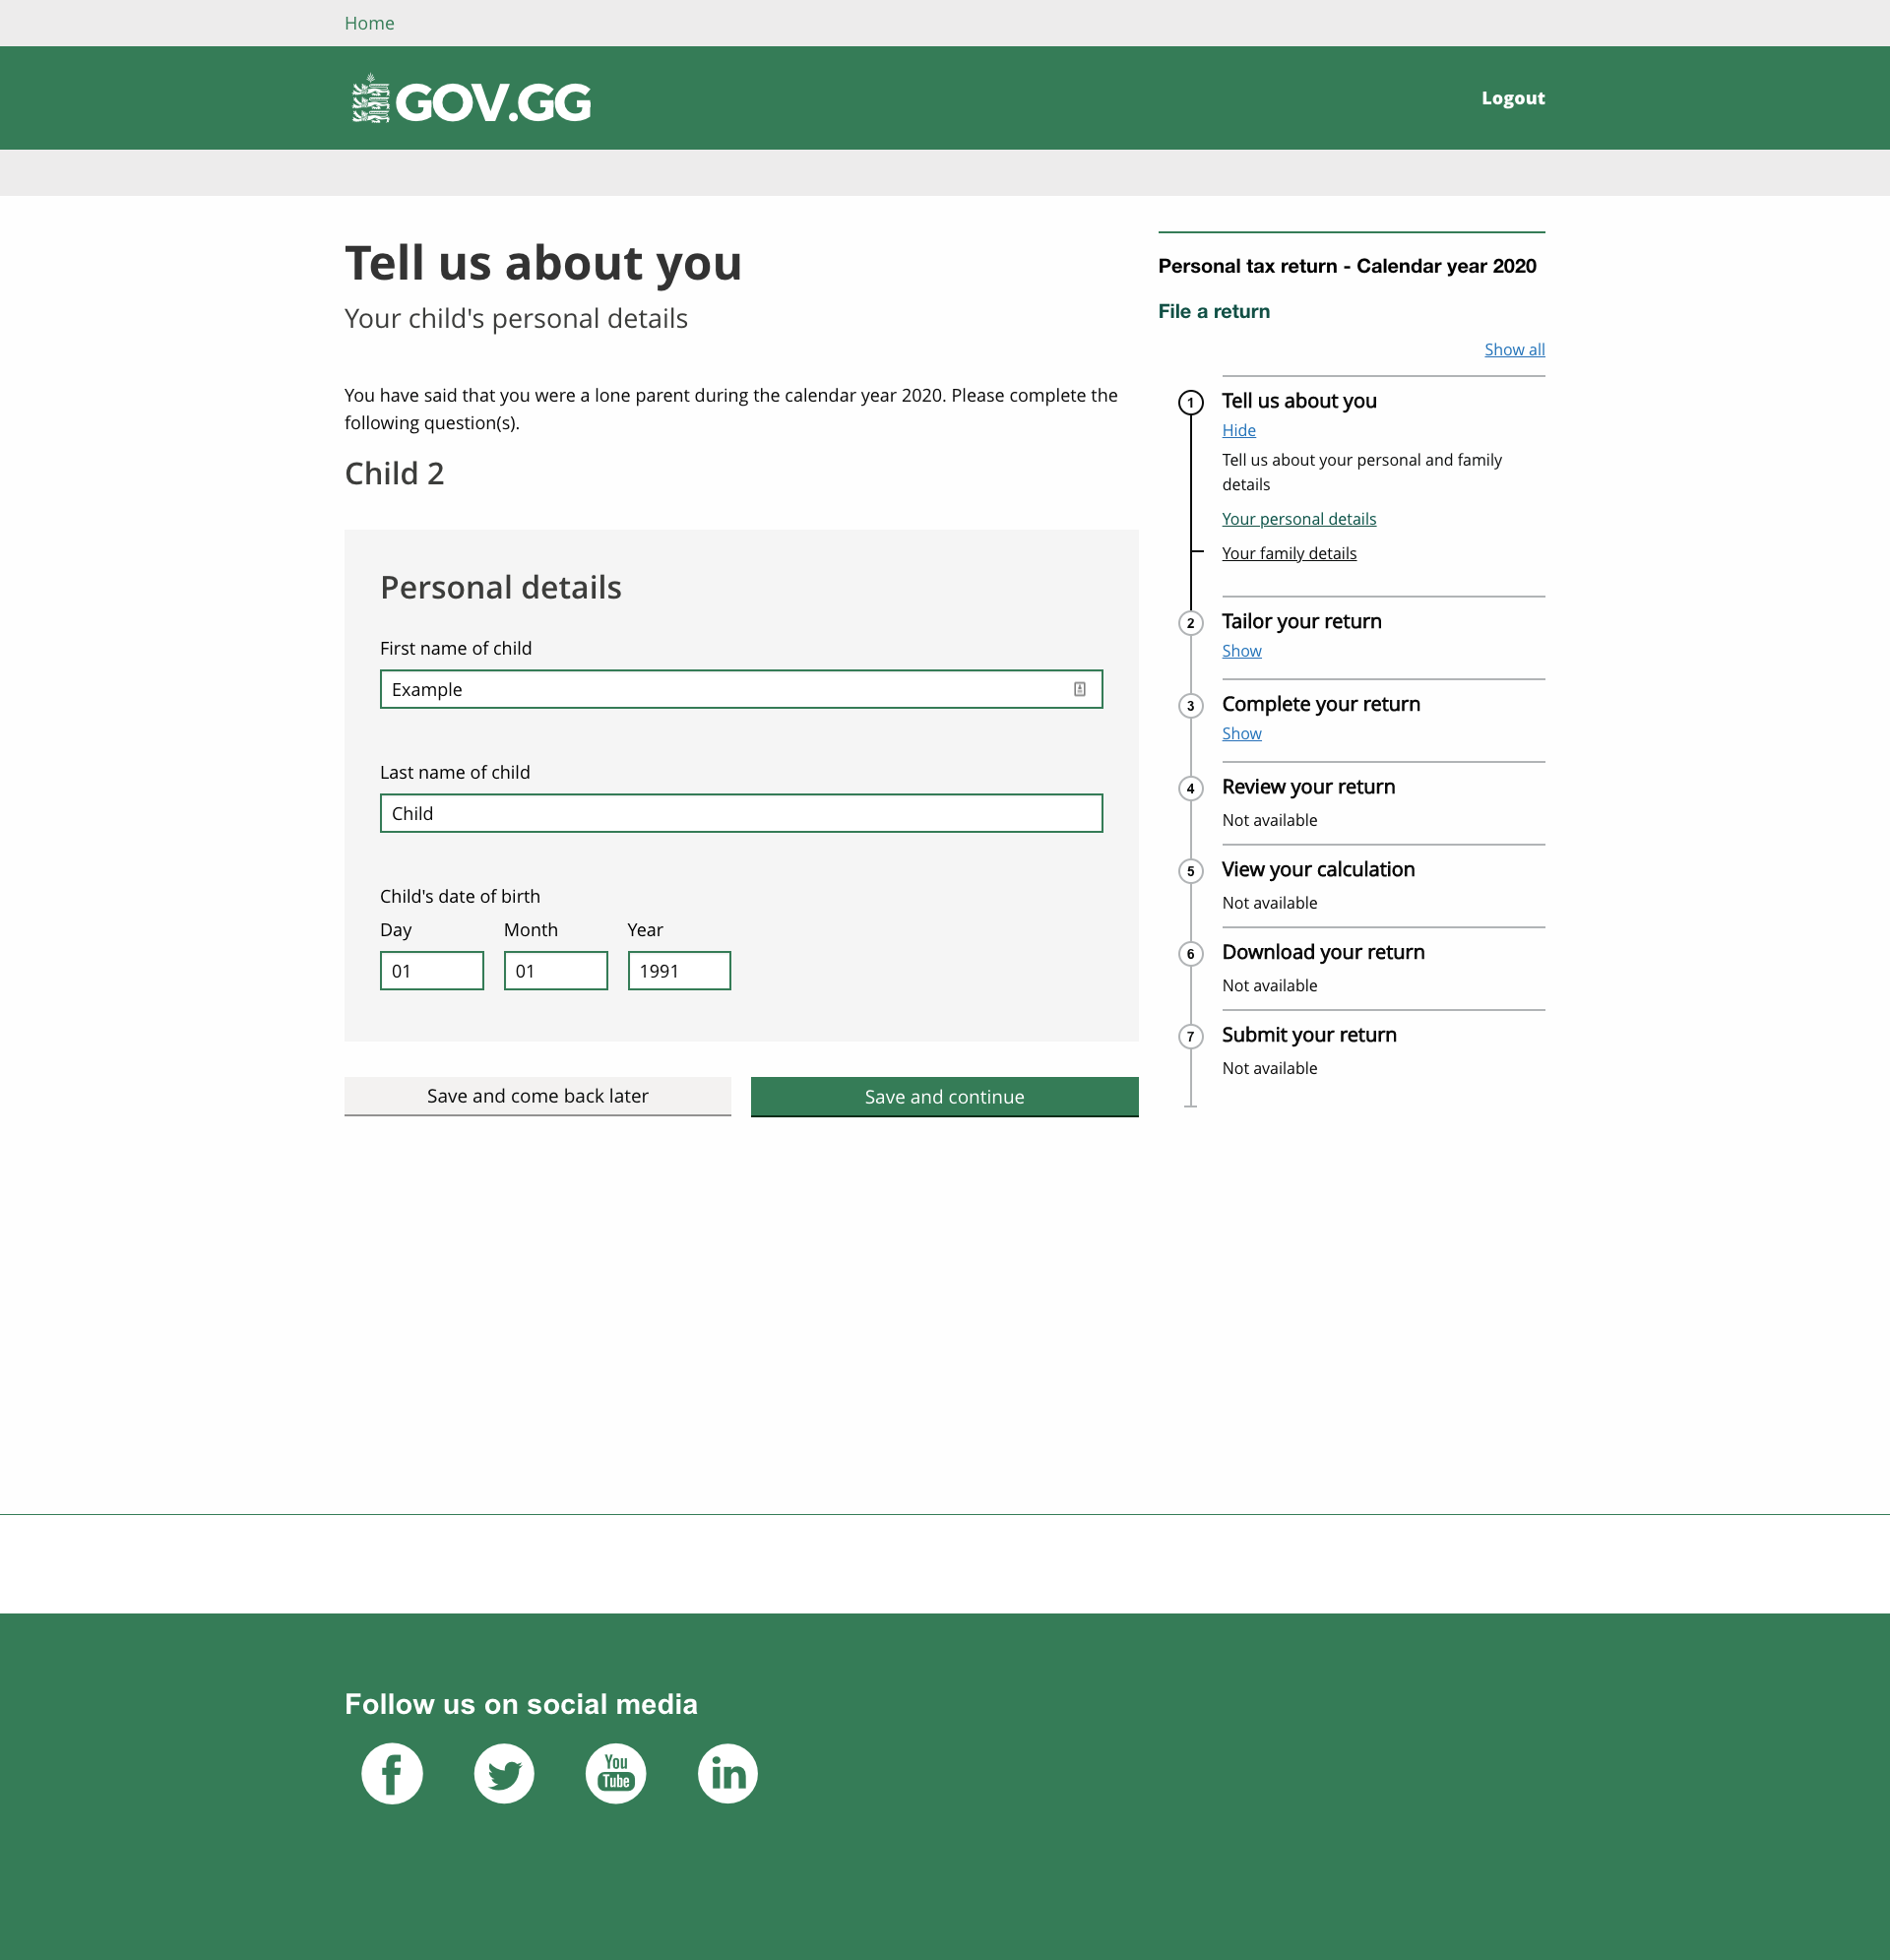 Home
GOV.GG
Logout
Tell us about you
Your child's personal details
You have said that you were a lone parent during the calendar year 2020. Please complete the
following question(s).
Child 2
Personal details
First name of child
Example
Last name of child
Child
Child's date of birth
Day Month Year
01 01 1991
Save and come back later
Save and continue
Personal tax return - Calendar year 2020
File a return
Show all
1 Tell us about you
Hide
Tell us about your personal and family
details
Your personal details
Your family details
2 Tailor your return
Show
3 Complete your return
Show
4 Review your return
Not available
5 View your calculation
Not available
6 Download your return
Not available
7 Submit your return
Not available
Follow us on social media
f
You
Tube
in